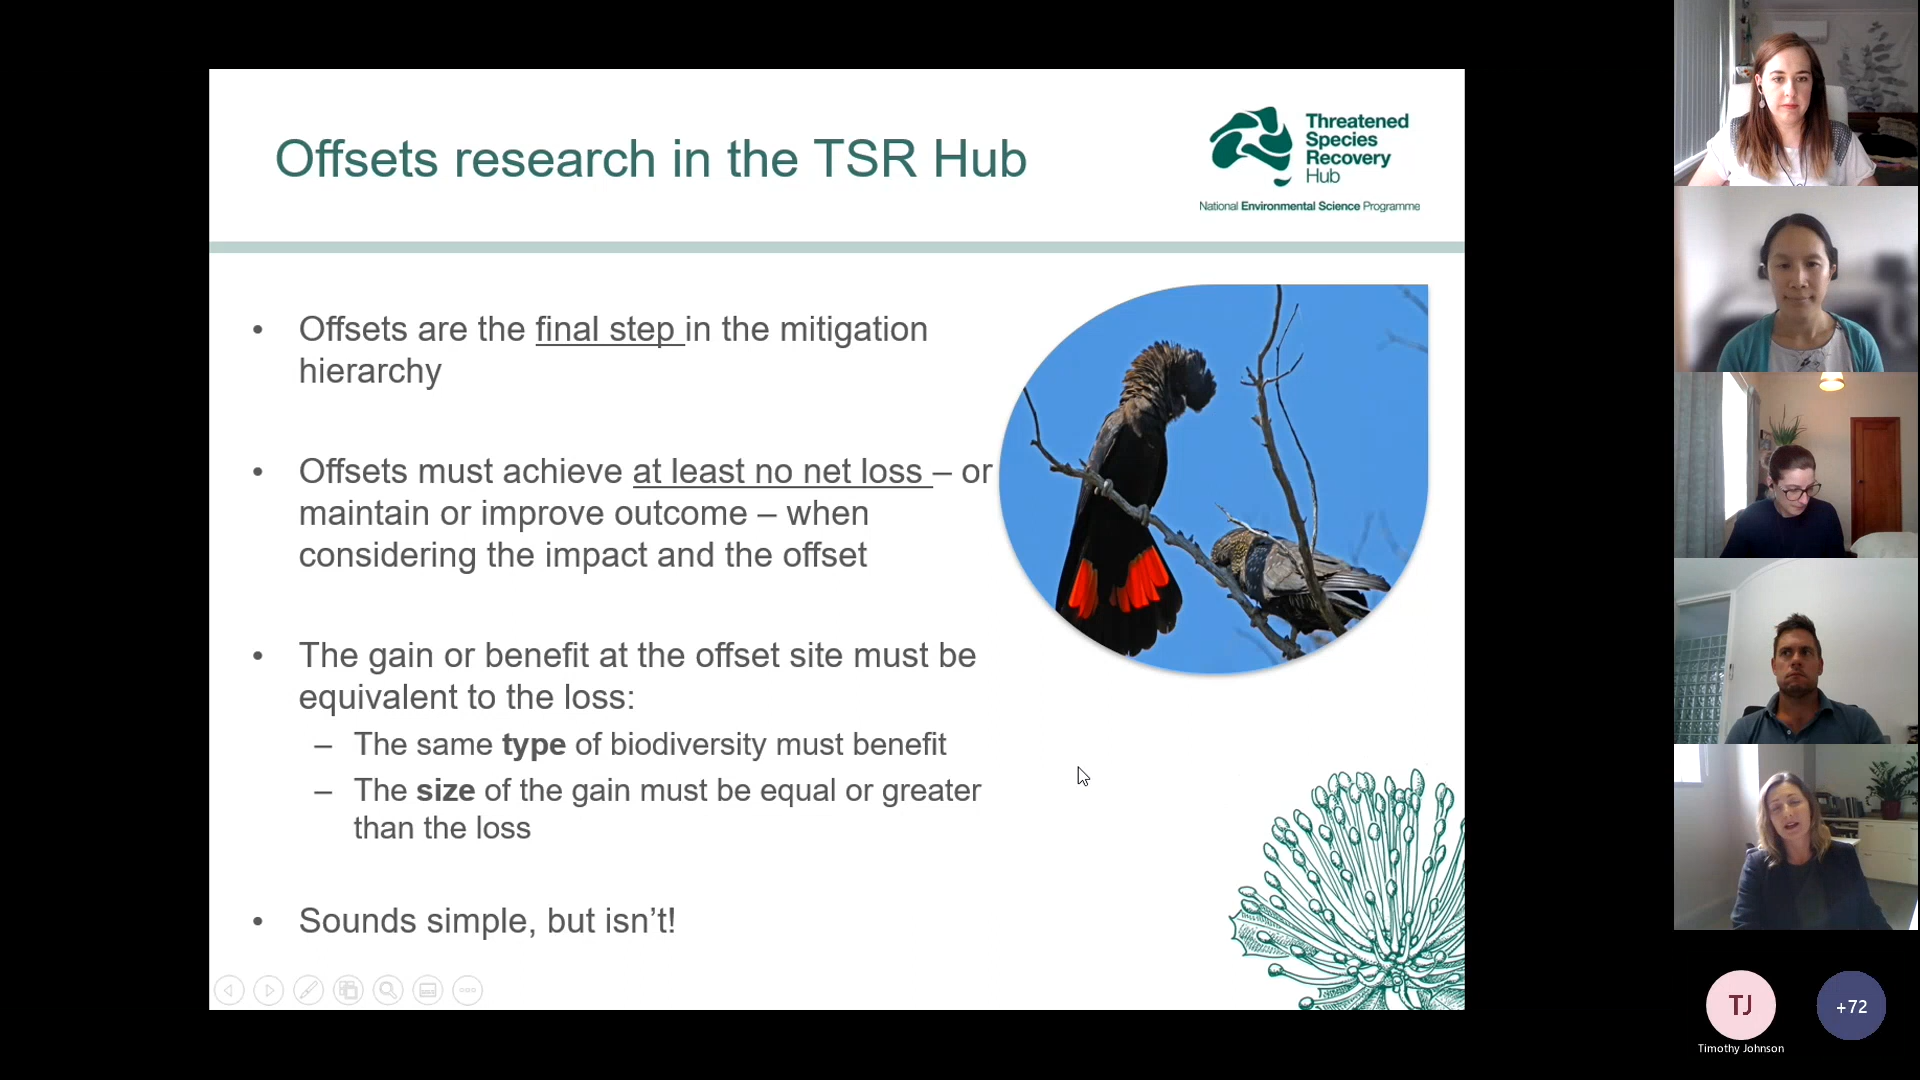 Offsets research in the TSR Hub
Threatened
Species
Recovery
Hub
National Environmental Science Programme
• Offsets are the final step in the mitigation
hierarchy
• Offsets must achieve at least no net loss – or
maintain or improve outcome – when
considering the impact and the offset
• The gain or benefit at the offset site must be
equivalent to the loss:
– The same type of biodiversity must benefit
– The size of the gain must be equal or greater
than the loss
• Sounds simple, but isn’t!
TJ
+72
Timothy Johnson